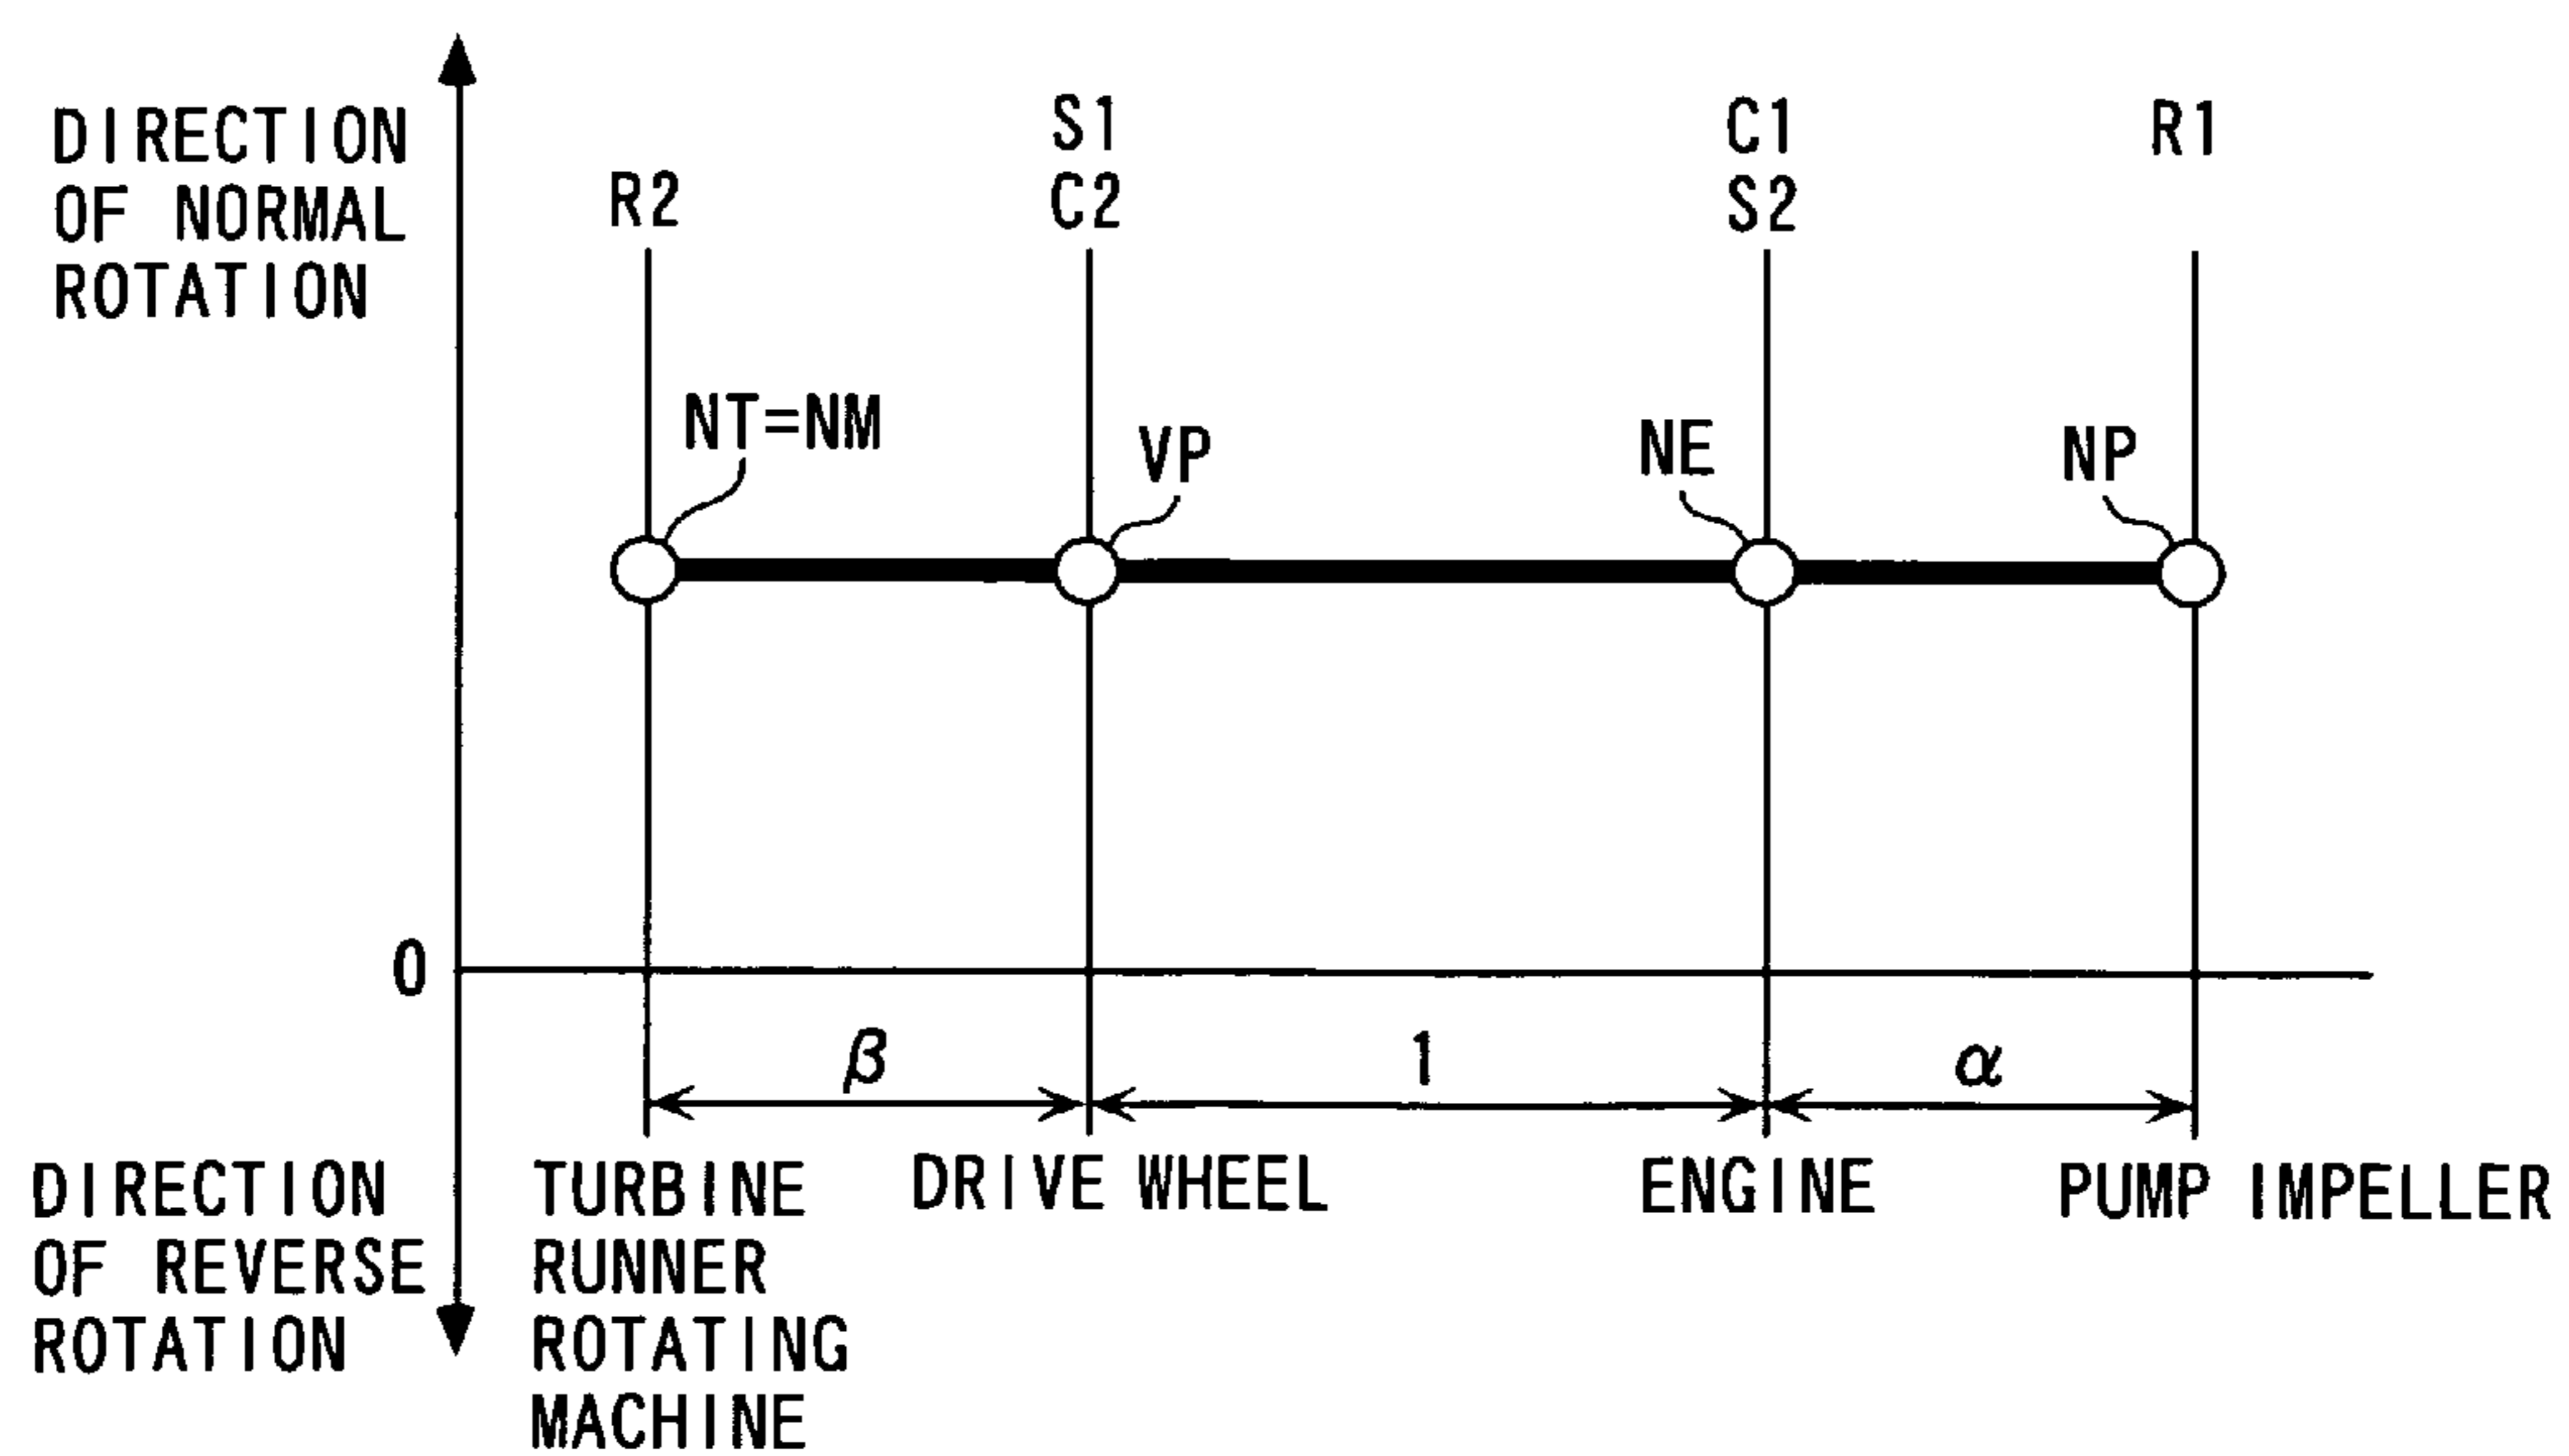 DIRECTION
OF NORMAL
ROTATION
R2
S1
C2
C1
S2
R1
NT=NM
VP
NE
NP
0
β
1
α
DIRECTION
OF REVERSE
ROTATION
TURBINE
RUNNER
ROTATING
MACHINE
DRIVE WHEEL
ENGINE
PUMP IMPELLER